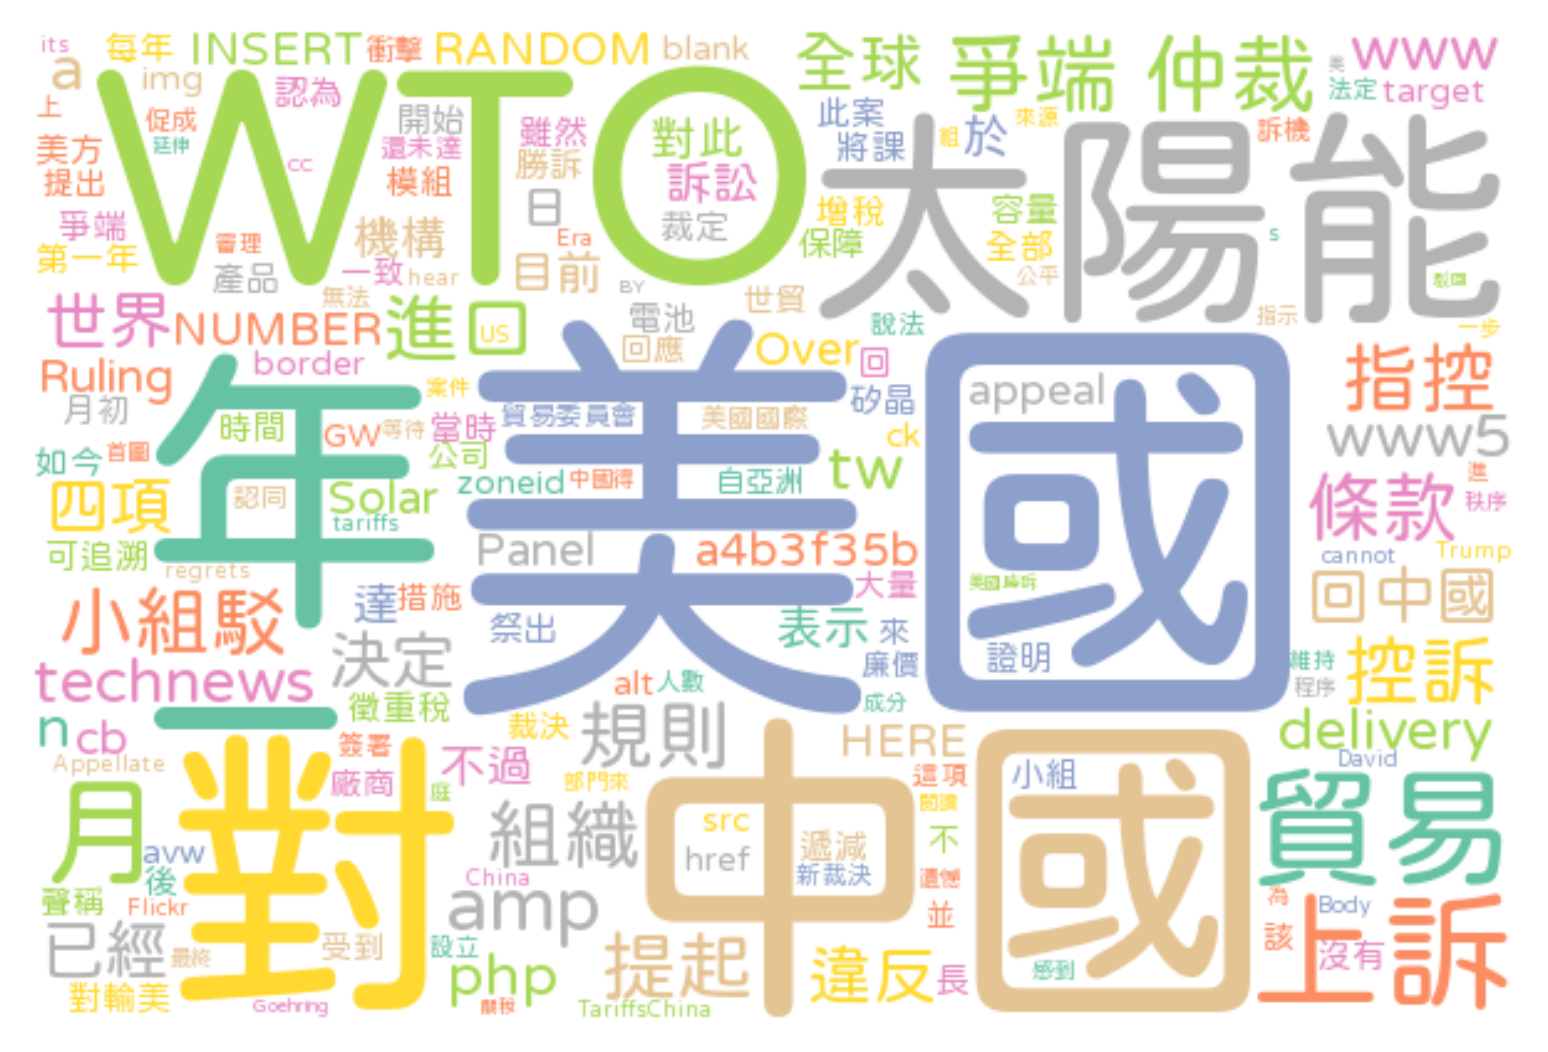 its 每年 INSERT 衝擊 RANDOM blank 全球 爭端 仲裁 美 www
a img 認為 WTO 法定 target
上 促成 開始 雖然 對此 此案 於 來源 訴機
美方 延伸 cc 還未達 勝訴 訴訟 將課 組 太陽能
提出 模組 日 裁定 增稅 容量
爭端 審理 機構 Era 保障 全部 s
第一年 產品 一致 hear 目前 公平
無法 BY 世貿 指示
世界 NUMBER 進口 US 電池 說法 一步
Ruling border 回應 Over 回 指控
月初 年 案件 美國 矽晶 appeal
時間 GW 等待 當時 貿易委員會 美國國際 ck www5
如今 首圖 公司 tw 進
四項 認同 Solar zoneid 中國得 自亞洲 條款 秩序
tariffs
可追溯 Panel a4b3f35b cannot Trump
regrets 大量 回中國
小組駁 達 措施 祭出 表示 來
決定 廉價 證明 維持 控訴
technews alt 人數 程序
一 徵重稅 成分
n cb 裁決 規則 HERE delivery
Appellate 簽署 不過 David
對 廠商 庭 部門來 中國 這項 小組 貿易
月 組織 src 閱讀
avw href 遞減 不
後 China 新裁決 遺憾
聲稱 Flickr amp 並 為 Body 上訴
已經 最終 受到 設立 提起 該 沒有
php 違反 長 感到
對輸美 Goehring 關稅 TariffsChina